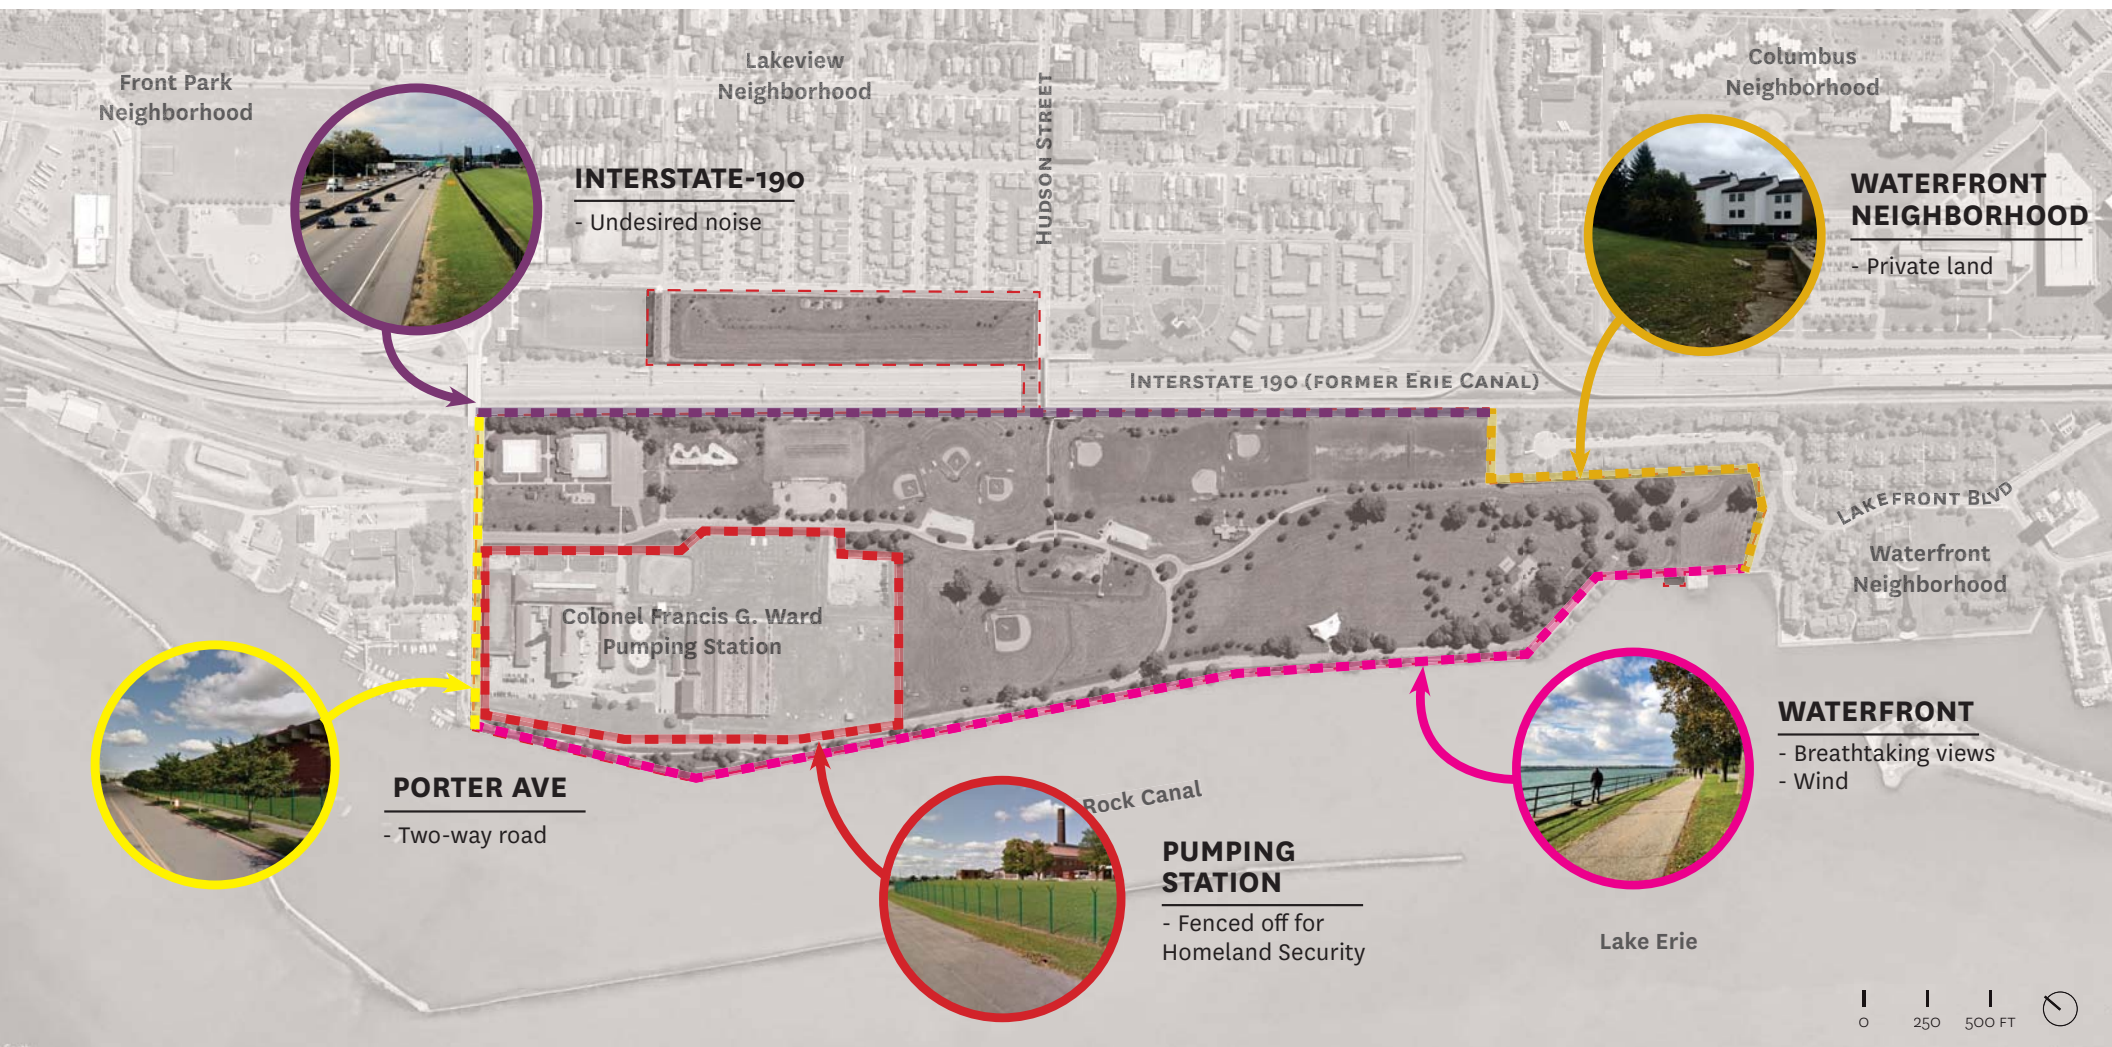 Front Park
Neighborhood
Lakeview
Neighborhood
HUDSON STREET
Columbus
Neighborhood
INTERSTATE-190
- Undesired noise
WATERFRONT
NEIGHBORHOOD
- Private land
INTERSTATE 190 (FORMER ERIE CANAL)
LAKEFRONT BLVD
Waterfront
Neighborhood
Colonel Francis G. Ward
Pumping Station
PORTER AVE
- Two-way road
Rock Canal
PUMPING
STATION
- Fenced off for
Homeland Security
WATERFRONT
- Breathtaking views
- Wind
Lake Erie
0 250 500 FT